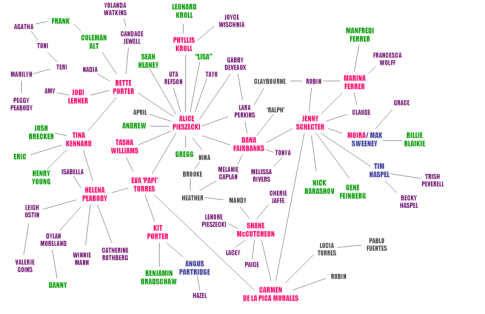 LEONARD
KROLL
YOLANDA
WATKINS
FRANK
AGATHA
JOYCE
WISCHNIA
MANFREDI
FERRER
COLEMAN
ALT
CANDACE
JEWELL
PHYLLIS
KROLL
TONI
SEAN
HEANEY
"LISA"
GABBY
DEVEAUX
FRANCESCA
WOLFF
TERI
NADIA
MARILYN
UTA
REFSON
TAYO
CLAYBOURNE
ROBIN
MARINA
FERRER
BETTE
PORTER
AMY
JODI
LERNER
PEGGY
PEABODY
GRACE
APRIL
LARA
PERKINS
'RALPH'
CLAUDE
ALICE
PIESZECKI
JENNY
SCHECTER
ANDREW
JOSH
BRECKER
TINA
KENNARD
TASHA
WILLIAMS
DANA
FAIRBANKS
MOIRA/ MAX
SWEENEY
BILLIE
BLAIKIE
ERIC
GREGG
NINA
TONYA
HENRY
YOUNG
ISABELLA
BROOKE
MELANIE
CAPLAN
MELISSA
RIVERS
TIM
HASPEL
TRISH
PEVERELL
EVA 'PAPI'
TORRES
NICK
BARASHOV
GENE
FEINBERG
HELENA
PEABODY
HEATHER
MANDY
CHERIE
JAFFE
BECKY
HASPEL
LEIGH
OSTIN
LENORE
PIESZECKI
SHANE
McCUTCHEON
KIT
PORTER
DYLAN
MORELAND
LUCIA
TORRES
PABLO
FUENTES
WINNIE
MANN
CATHERINE
ROTHBERG
LACEY
PAIGE
VALERIE
GOINS
ANGUS
PARTRIDGE
BENJAMIN
BRADSCHAW
ROBIN
DANNY
HAZEL
CARMEN
DE LA PICA MORALES